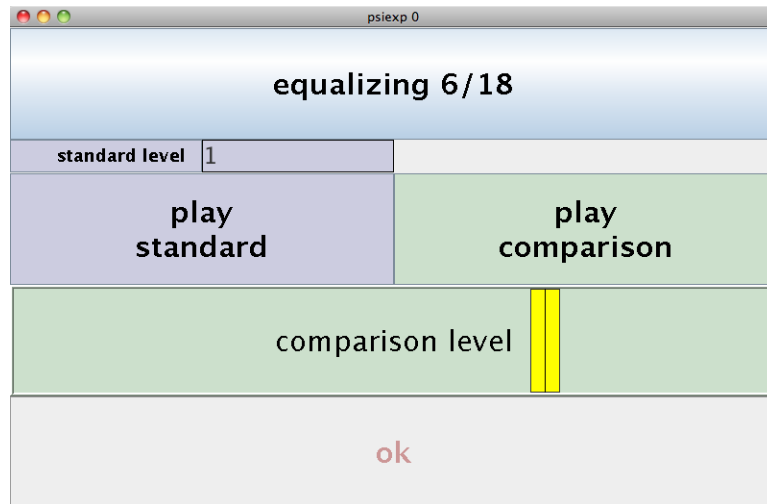 psiexp 0
equalizing 6/18
standard level 1
play
standard
play
comparison
comparison level
ok